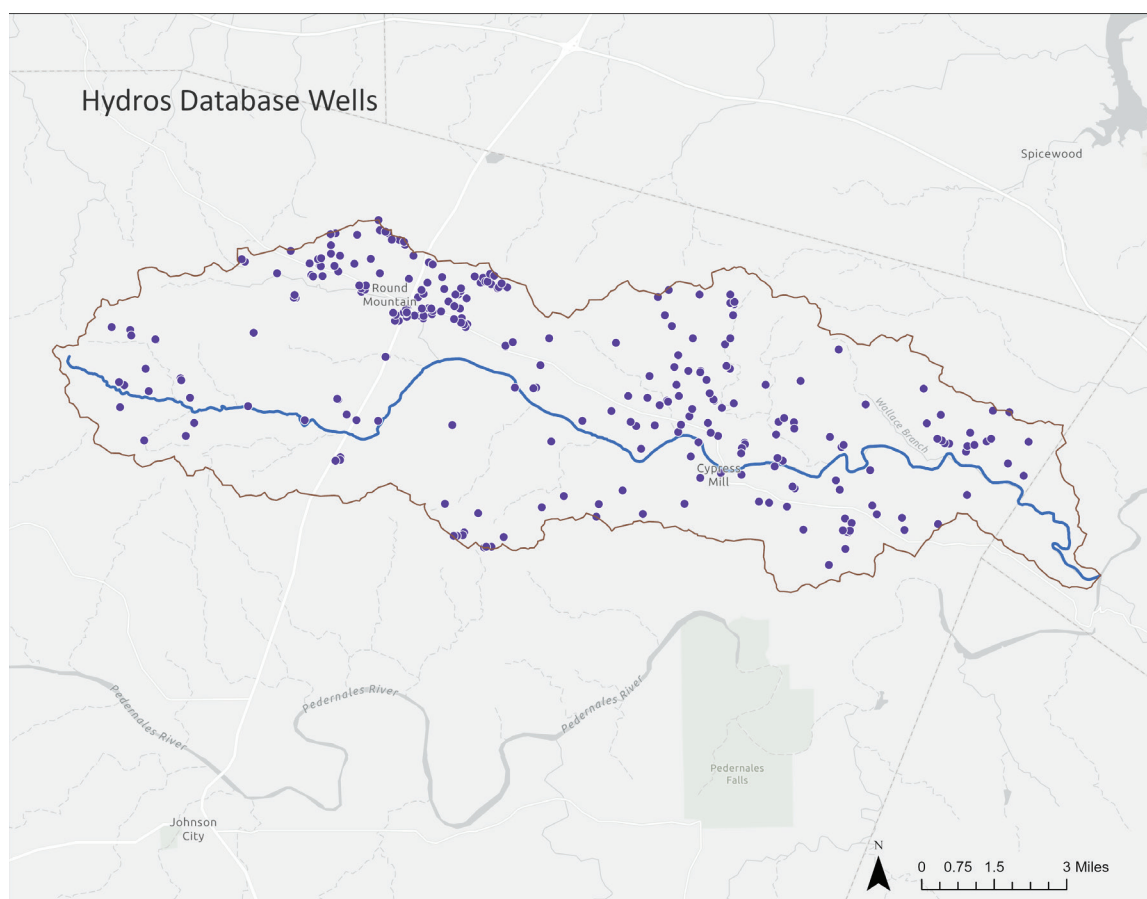 Hydros Database Wells
Spicewood
Round
Mountain
Wallace Branch
Cypress
Mill
Pedernales River
Pedernales River
Pedernales River
Pedernales
Falls
Johnson
City
N
0 0.75 1.5 3 Miles